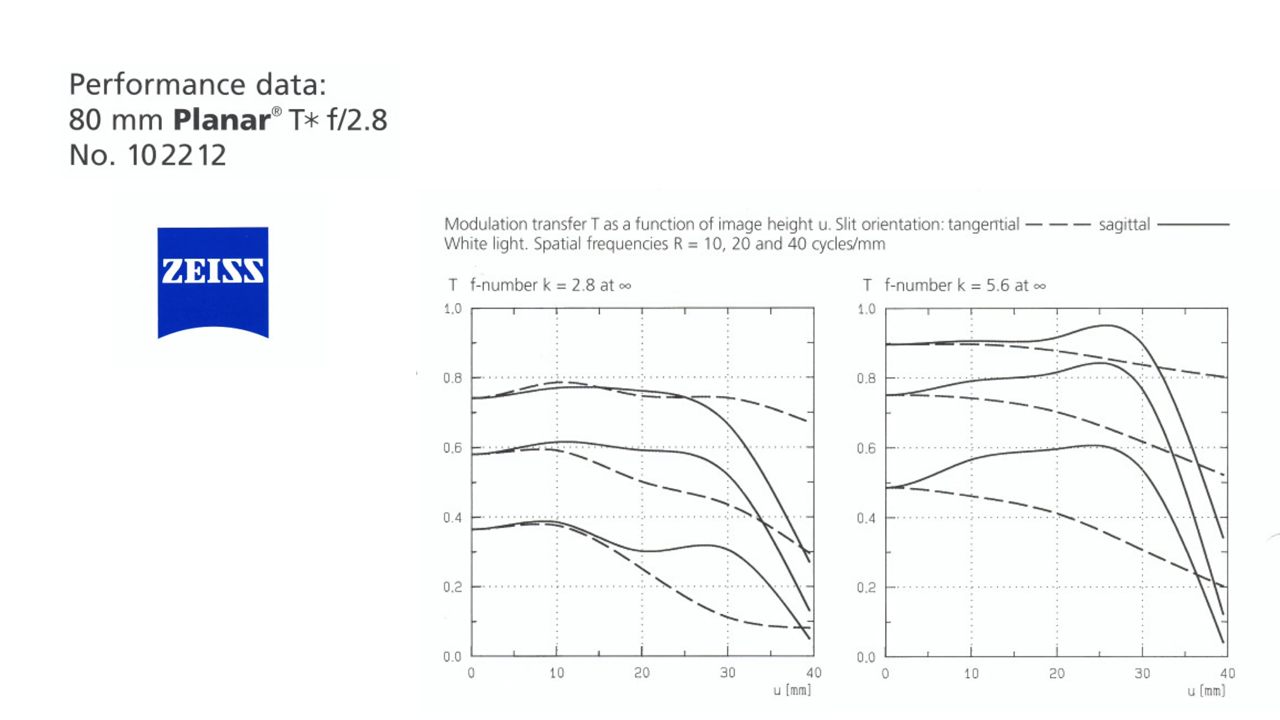 Performance data:
80 mm Planar® T* f/2.8
No. 102212
ZEISS
Modulation transfer T as a function of image height u. Slit orientation: tangential — — — sagittal ———
White light. Spatial frequencies R = 10, 20 and 40 cycles/mm
T f-number k = 2.8 at ∞
1.0
0.8
0.6
0.4
0.2
0.0
0 10 20 30 40
u [mm]
T f-number k = 5.6 at ∞
1.0
0.8
0.6
0.4
0.2
0.0
0 10 20 30 40
u [mm]